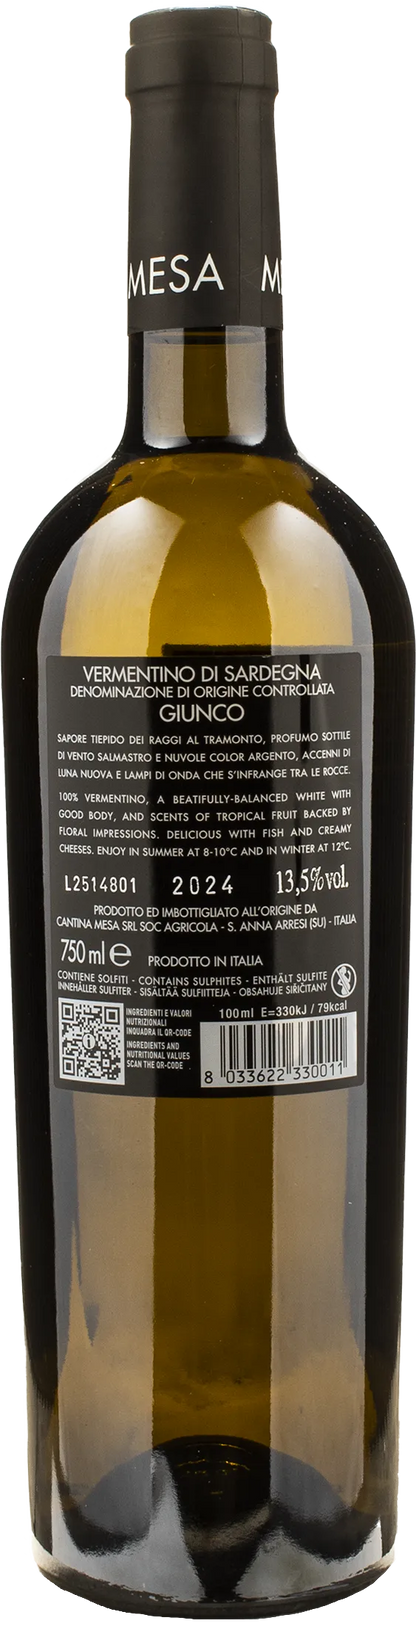 MESA M
VERMENTINO DI SARDEGNA
DENOMINAZIONE DI ORIGINE CONTROLLATA
GIUNCO
SAPORE TIEPIDO DEI RAGGI AL TRAMONTO, PROFUMO SOTTILE
DI VENTO SALMASTRO E NUVOLE COLOR ARGENTO, ACCENNI DI
LUNA NUOVA E LAMPI DI ONDA CHE S'INFRANGE TRA LE ROCCE.
100% VERMENTINO, A BEATIFULLY-BALANCED WHITE WITH
GOOD BODY, AND SCENTS OF TROPICAL FRUIT BACKED BY
FLORAL IMPRESSIONS. DELICIOUS WITH FISH AND CREAMY
CHEESES. ENJOY IN SUMMER AT 8-10°C AND IN WINTER AT 12°C.
L2514801 2024 13,5%vol.
PRODOTTO ED IMBOTTIGLIATO ALL'ORIGINE DA
CANTINA MESA SRL SOC AGRICOLA - S. ANNA ARRESI (SU) - ITALIA
750 ml e PRODOTTO IN ITALIA
CONTIENE SOLFITI - CONTAINS SULPHITES - ENTHÄLT SULFITE
INNEHÅLLER SULFITER - SISÄLTÄÄ SULFIITTEJA - OBSAHUJE SIŘIČITANY
INGREDIENTI E VALORI
NUTRIZIONALI
INQUADRA IL QR-CODE
INGREDIENTS AND
NUTRITIONAL VALUES
SCAN THE QR-CODE
100ml E=330kJ / 79kcal
8 033622 330011